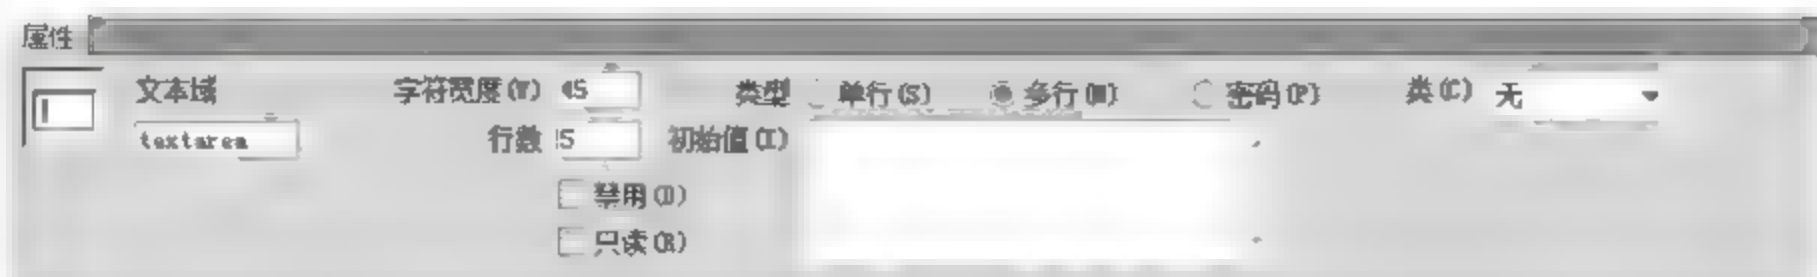 属性
文本域 字符宽度(W) 45 类型 单行(S) 多行(M) 密码(P) 类(C) 无
textarea 行数 5 初始值(I)
禁用(D)
只读(R)